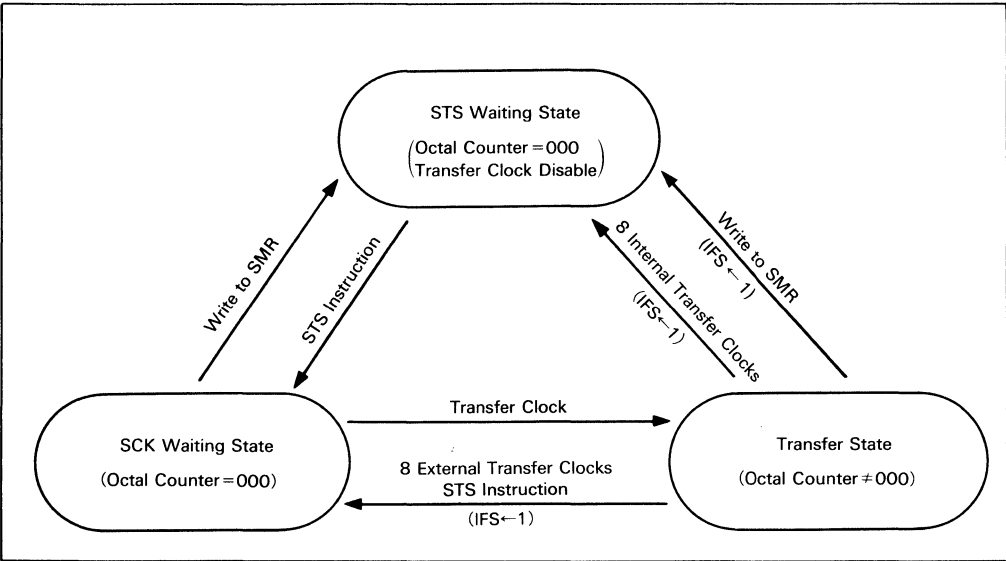 STS Waiting State
(Octal Counter=000
Transfer Clock Disable)
Write to SMR
STS Instruction
8 Internal Transfer Clocks
(IFS←1)
Write to SMR
(IFS←1)
SCK Waiting State
(Octal Counter=000)
Transfer Clock
8 External Transfer Clocks
STS Instruction
(IFS←1)
Transfer State
(Octal Counter≠000)